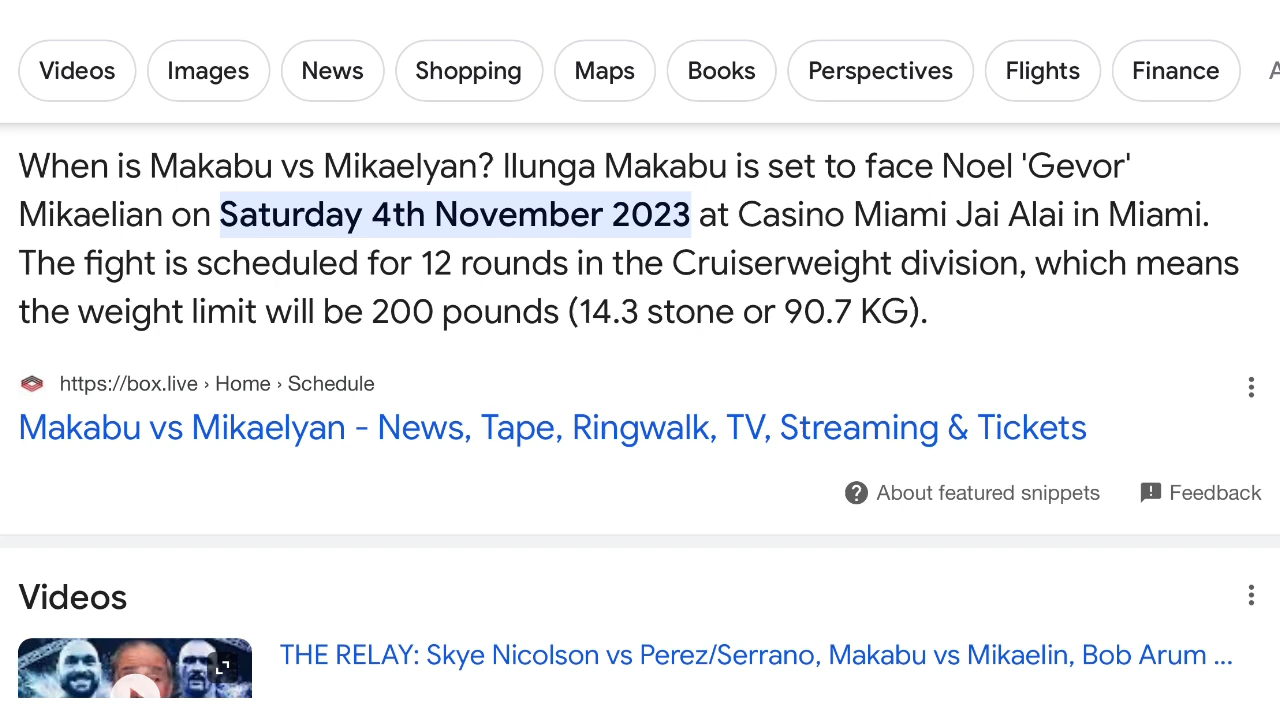 Videos Images News Shopping Maps Books Perspectives Flights Finance A
When is Makabu vs Mikaelyan? Ilunga Makabu is set to face Noel 'Gevor'
Mikaelian on Saturday 4th November 2023 at Casino Miami Jai Alai in Miami.
The fight is scheduled for 12 rounds in the Cruiserweight division, which means
the weight limit will be 200 pounds (14.3 stone or 90.7 KG).
https://box.live › Home › Schedule
Makabu vs Mikaelyan - News, Tape, Ringwalk, TV, Streaming & Tickets
About featured snippets Feedback
Videos
THE RELAY: Skye Nicolson vs Perez/Serrano, Makabu vs Mikaelin, Bob Arum ...